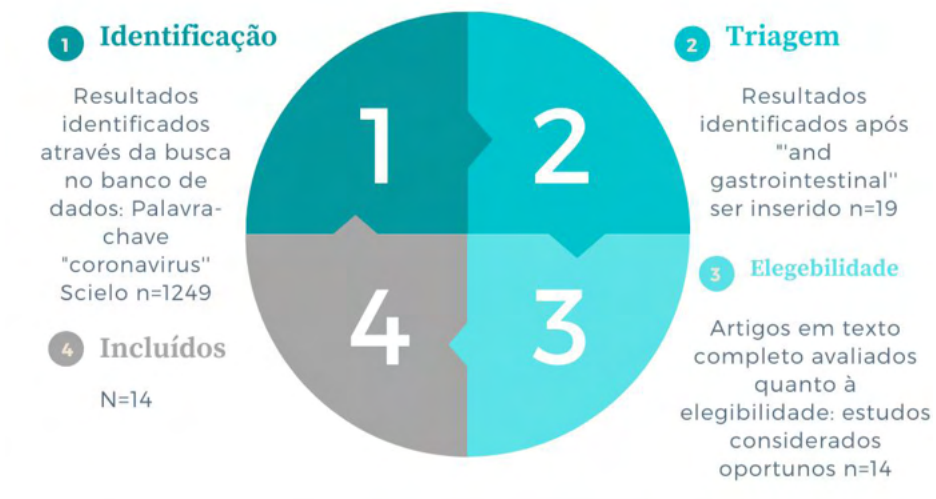 1 Identificação
Resultados
identificados
através da busca
no banco de
dados: Palavra-
chave
"coronavirus"
Scielo n=1249
2 Triagem
Resultados
identificados após
"'and
gastrointestinal"
ser inserido n=19
3 Elegebilidade
Artigos em texto
completo avaliados
quanto à
elegibilidade: estudos
considerados
oportunos n=14
4 Incluídos
N=14
1
2
3
4